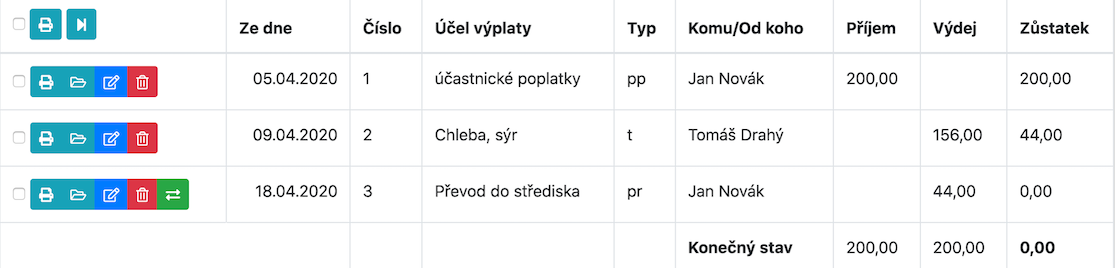 Ze dne Číslo Účel výplaty Typ Komu/Od koho Příjem Výdej Zůstatek
05.04.2020 1 účastnické poplatky pp Jan Novák 200,00 200,00
09.04.2020 2 Chleba, sýr t Tomáš Drahý 156,00 44,00
18.04.2020 3 Převod do střediska pr Jan Novák 44,00 0,00
Konečný stav 200,00 200,00 0,00